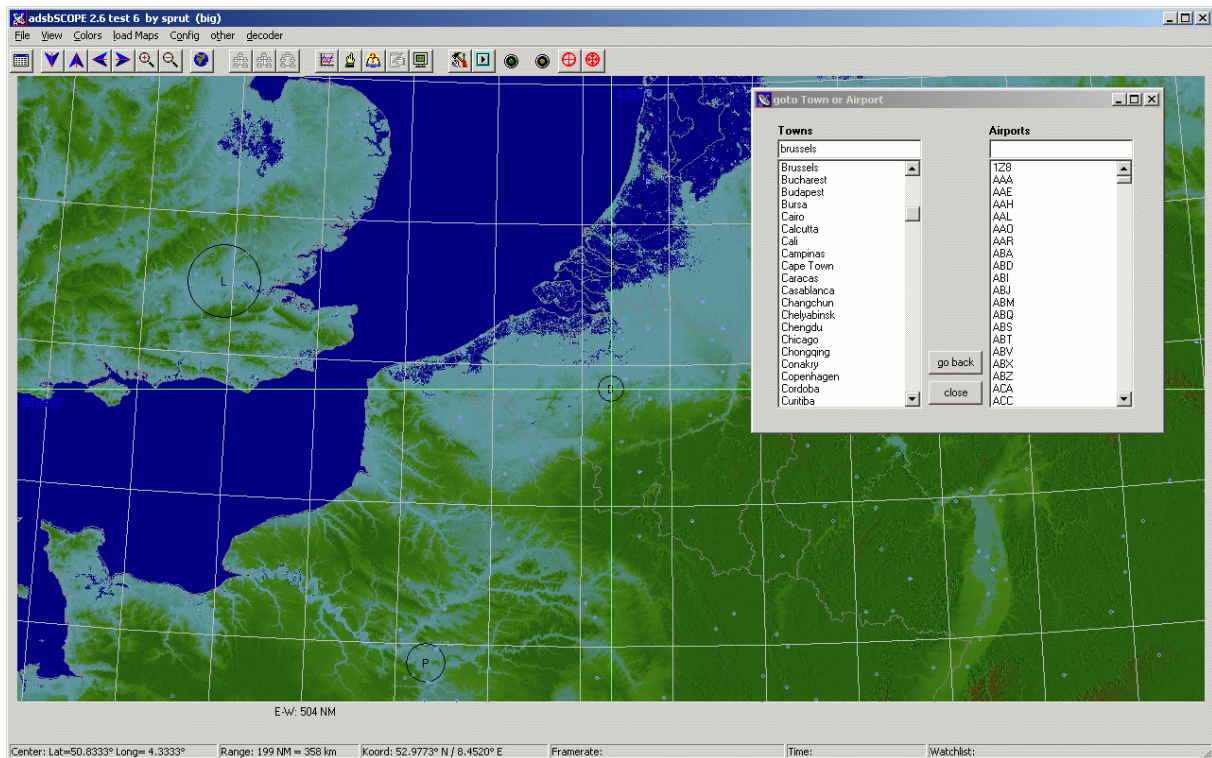 adsbSCOPE 2.6 test 6 by sprut (big)
File View Colors load Maps Config other decoder
4.333°
goto Town or Airport
Towns Airports
brussels
Brussels 1Z8
Bucharest AAA
Budapest AAE
Bursa AAH
Cairo AAL
Calcutta AAO
Cali AAR
Campinas ABA
Cape Town ABD
Caracas ABI
Casablanca ABJ
Changchun ABM
Chelyabinsk ABQ
Chengdu ABS
Chicago ABT
Chongqing ABV
Conakry ABX
Copenhagen ABZ
Cordoba ACA
Curitiba ACC
go back
close
L
P
E-W: 504 NM
Center: Lat=50.8333° Long= 4.3333° Range: 199 NM = 358 km Koord: 52.9773° N / 8.4520° E Framerate: Time: Watchlist: